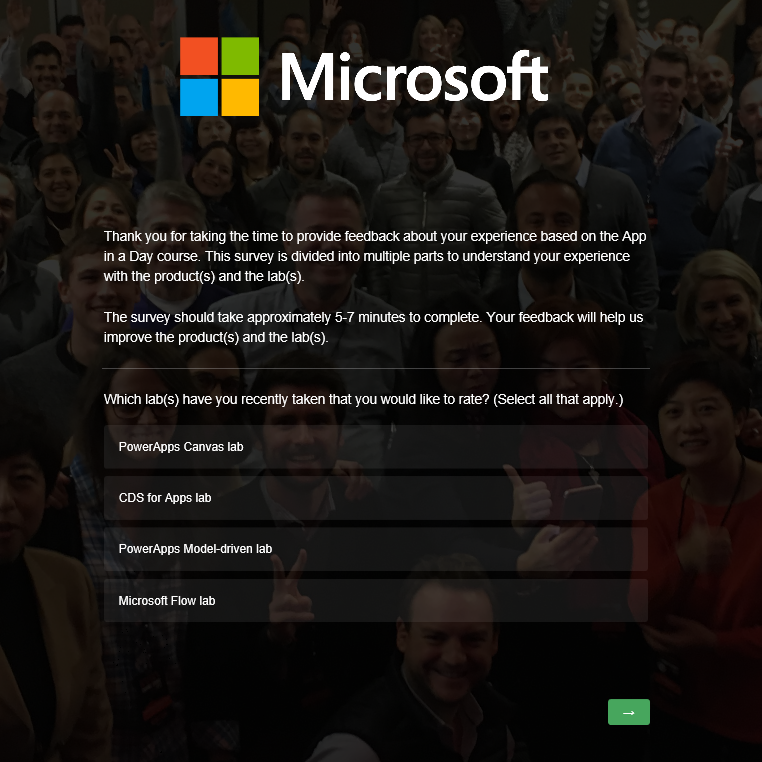 Microsoft
Thank you for taking the time to provide feedback about your experience based on the App
in a Day course. This survey is divided into multiple parts to understand your experience
with the product(s) and the lab(s).
The survey should take approximately 5-7 minutes to complete. Your feedback will help us
improve the product(s) and the lab(s).
Which lab(s) have you recently taken that you would like to rate? (Select all that apply.)
PowerApps Canvas lab
CDS for Apps lab
PowerApps Model-driven lab
Microsoft Flow lab
→